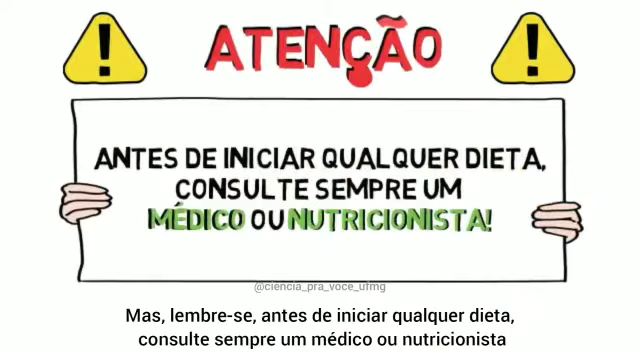 ATENÇÃO
ANTES DE INICIAR QUALQUER DIETA,
CONSULTE SEMPRE UM
MÉDICO OU NUTRICIONISTA!
@ciencia_pra_voce_ufmg
Mas, lembre-se, antes de iniciar qualquer dieta,
consulte sempre um médico ou nutricionista